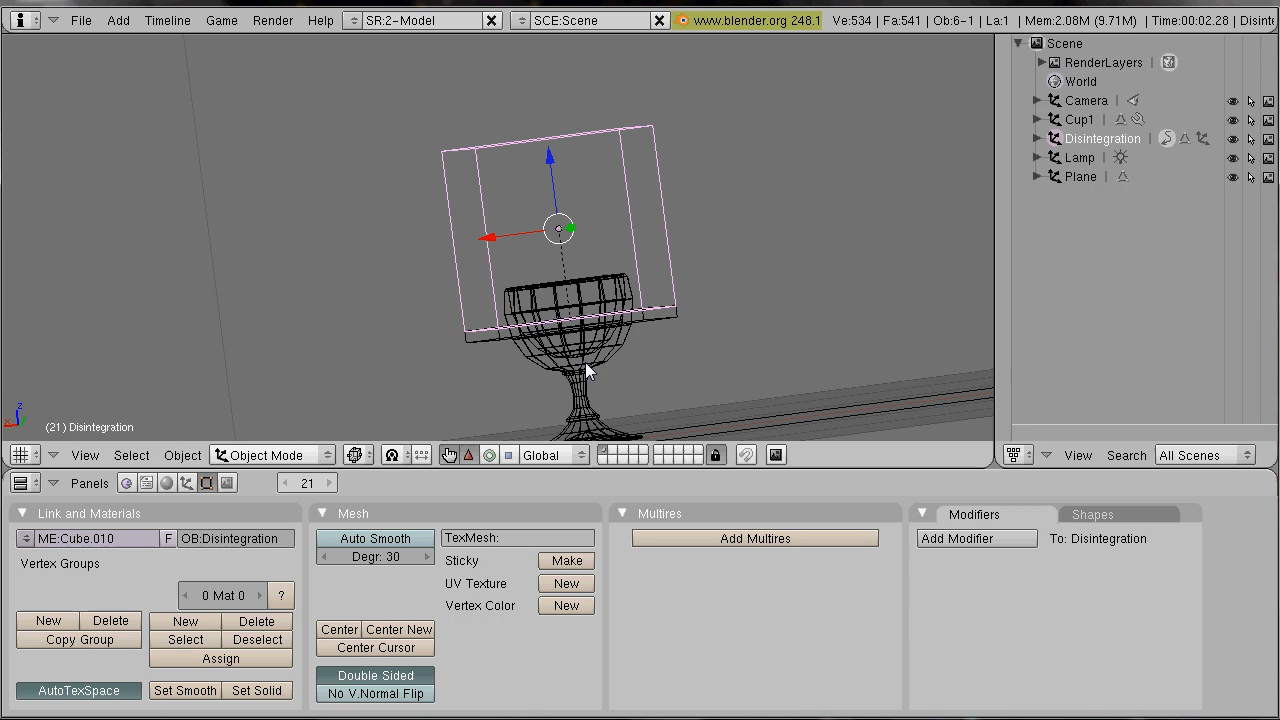 File Add Timeline Game Render Help SR:2-Model SCE:Scene www.blender.org 248.1 Ve:534 | Fa:541 | Ob:6-1 | La:1 | Mem:2.08M (9.71M) | Time:00:02.28 | Disinte
Scene
RenderLayers
World
Camera
Cup1
Disintegration
Lamp
Plane
z
x
(21) Disintegration
View Select Object Object Mode Global
View Search All Scenes
Panels 21
Link and Materials
ME:Cube.010 F OB:Disintegration
Vertex Groups
0 Mat 0 ?
New Delete New Delete
Copy Group Select Deselect
Assign
AutoTexSpace Set Smooth Set Solid
Mesh
Auto Smooth TexMesh:
Degr: 30
Sticky Make
UV Texture New
Vertex Color New
Center Center New
Center Cursor
Double Sided
No V.Normal Flip
Multires
Add Multires
Modifiers Shapes
Add Modifier To: Disintegration